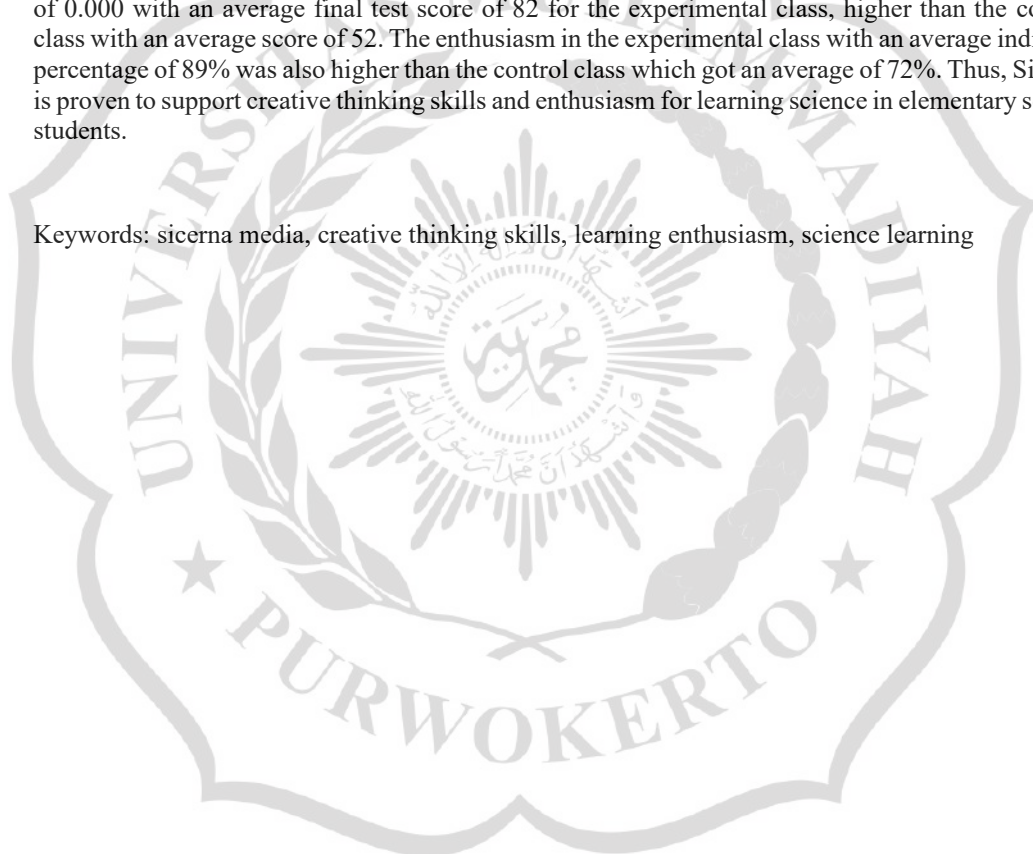 of 0.000 with an average final test score of 82 for the experimental class, higher than the co
class with an average score of 52. The enthusiasm in the experimental class with an average indi
percentage of 89% was also higher than the control class which got an average of 72%. Thus, Si
is proven to support creative thinking skills and enthusiasm for learning science in elementary s
students.
Keywords: sicerna media, creative thinking skills, learning enthusiasm, science learning
UNIVERSITAS MUHAMMADIYAH
محمد
PURWOKERTO